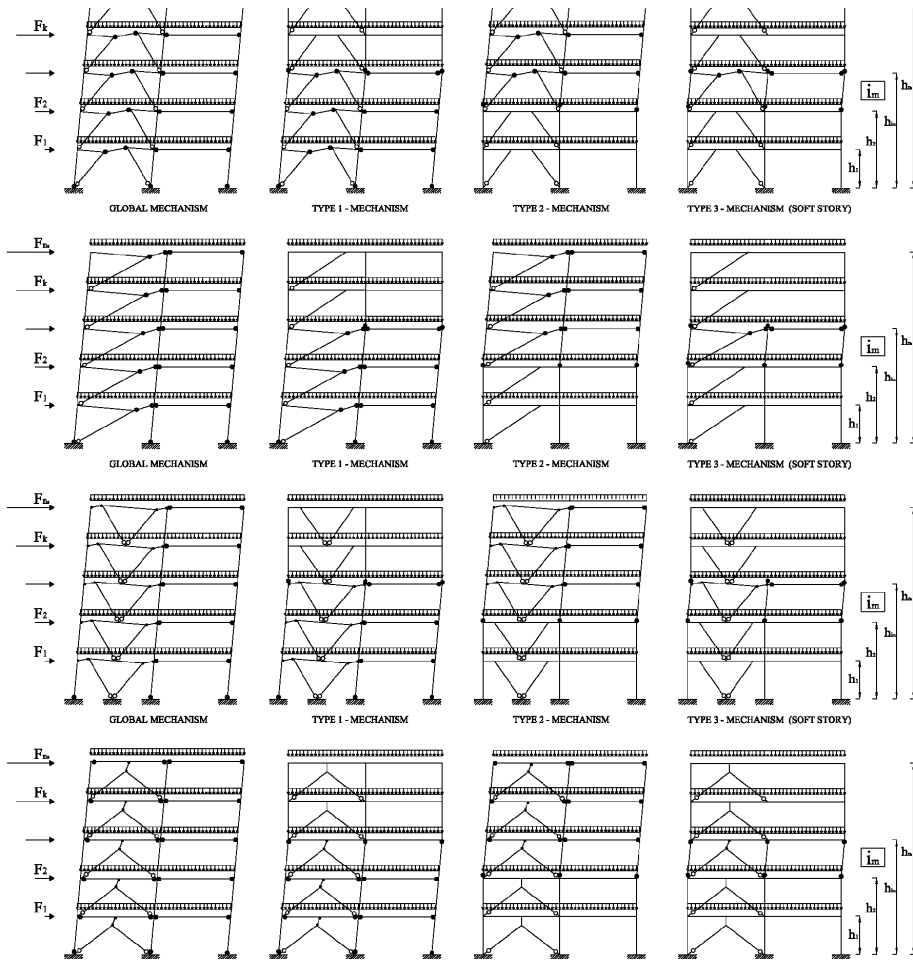 Fk
F2
F1
im
h1
h2
GLOBAL MECHANISM
TYPE 1 - MECHANISM
TYPE 2 - MECHANISM
TYPE 3 - MECHANISM (SOFT STORY)
Fns
Fk
F2
F1
im
h1
h2
GLOBAL MECHANISM
TYPE 1 - MECHANISM
TYPE 2 - MECHANISM
TYPE 3 - MECHANISM (SOFT STORY)
Fns
Fk
F2
F1
im
h1
h2
GLOBAL MECHANISM
TYPE 1 - MECHANISM
TYPE 2 - MECHANISM
TYPE 3 - MECHANISM (SOFT STORY)
Fns
Fk
F2
F1
im
h1
h2